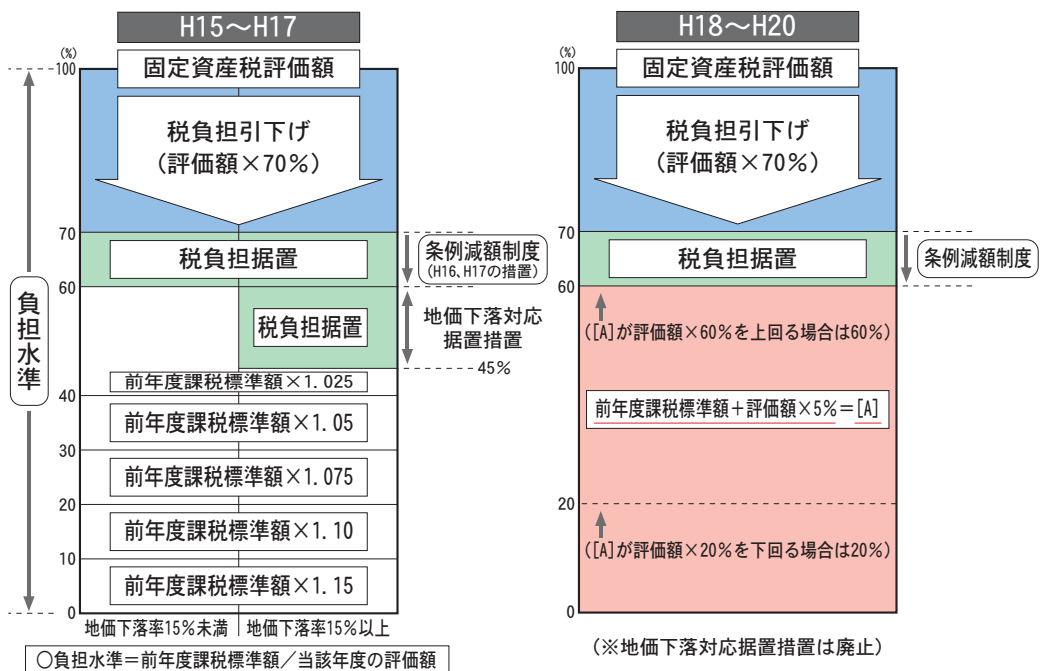 H15～H17
(%)
100
固定資産税評価額
税負担引下げ
(評価額×70%)
70
税負担据置
条例減額制度
(H16、H17の措置)
60
税負担据置
地価下落対応
据置措置
45%
負担水準
前年度課税標準額×1.025
40
前年度課税標準額×1.05
30
前年度課税標準額×1.075
20
前年度課税標準額×1.10
10
前年度課税標準額×1.15
0
地価下落率15%未満
地価下落率15%以上
○負担水準＝前年度課税標準額／当該年度の評価額
H18～H20
(%)
100
固定資産税評価額
税負担引下げ
(評価額×70%)
70
税負担据置
条例減額制度
60
([A]が評価額×60%を上回る場合は60%)
前年度課税標準額＋評価額×5%＝[A]
20
([A]が評価額×20%を下回る場合は20%)
0
(※地価下落対応据置措置は廃止)